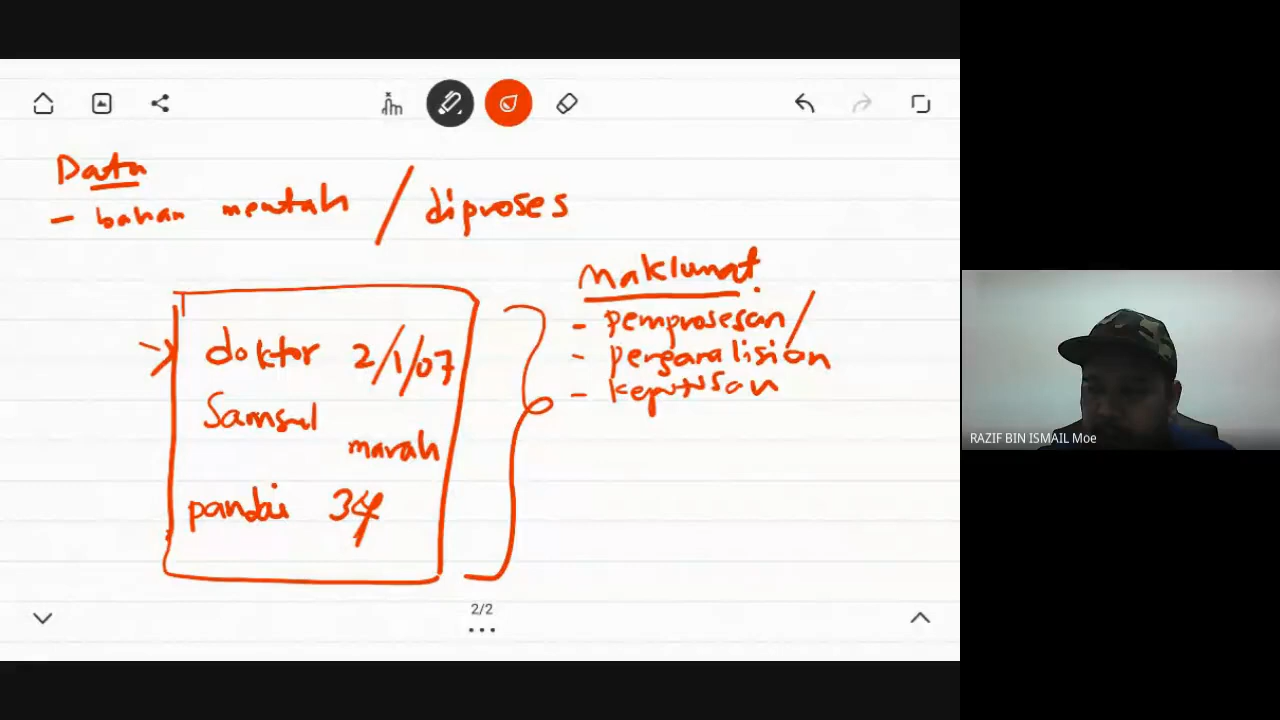 Data
- bahan mentah / diproses
Maklumat
- pemprosesan /
- penganalisian
- keputusan
doktor 2/1/07
Samsul
marah
pandai 34
2/2
RAZIF BIN ISMAIL Moe